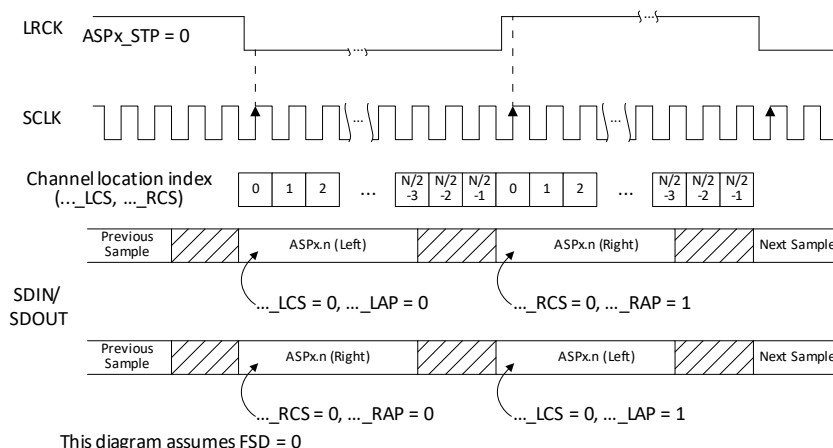 LRCK
ASPx_STP = 0
...
...
SCLK
...
...
Channel location index
(..._LCS, ..._RCS)
0 1 2 ... N/2 -3 N/2 -2 N/2 -1 0 1 2 ... N/2 -3 N/2 -2 N/2 -1
Previous Sample ASPx.n (Left) ASPx.n (Right) Next Sample
..._LCS = 0, ..._LAP = 0 ..._RCS = 0, ..._RAP = 1
SDIN/
SDOUT
Previous Sample ASPx.n (Right) ASPx.n (Left) Next Sample
..._RCS = 0, ..._RAP = 0 ..._LCS = 0, ..._LAP = 1
This diagram assumes FSD = 0